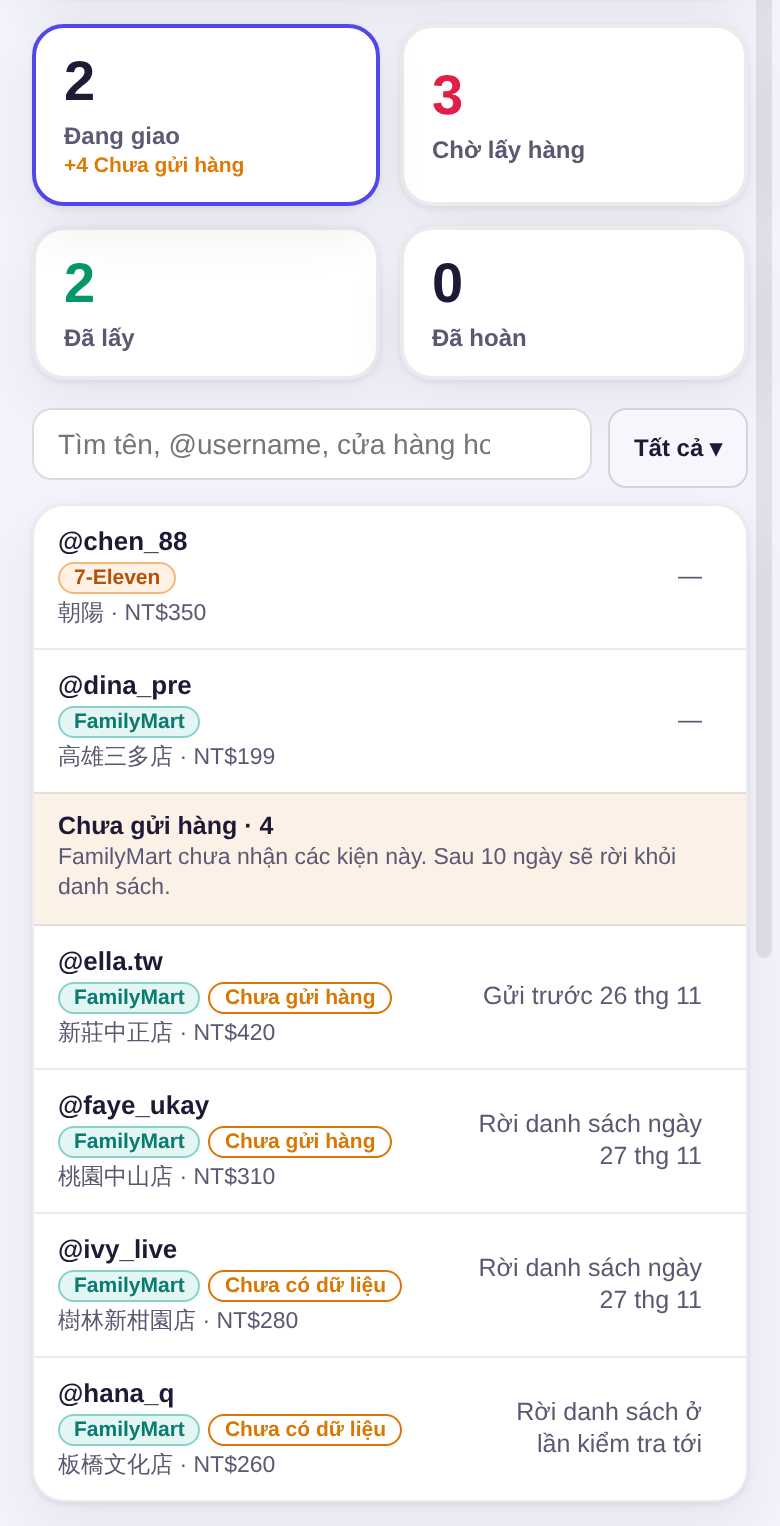 2
Đang giao
+4 Chưa gửi hàng
3
Chờ lấy hàng
2
Đã lấy
0
Đã hoàn
Tìm tên, @username, cửa hàng hc
Tất cả ▾
@chen_88
7-Eleven
朝陽 · NT$350
—
@dina_pre
FamilyMart
高雄三多店 · NT$199
—
Chưa gửi hàng · 4
FamilyMart chưa nhận các kiện này. Sau 10 ngày sẽ rời khỏi
danh sách.
@ella.tw
FamilyMart Chưa gửi hàng
新莊中正店 · NT$420
Gửi trước 26 thg 11
@faye_ukay
FamilyMart Chưa gửi hàng
桃園中山店 · NT$310
Rời danh sách ngày
27 thg 11
@ivy_live
FamilyMart Chưa có dữ liệu
樹林新柑園店 · NT$280
Rời danh sách ngày
27 thg 11
@hana_q
FamilyMart Chưa có dữ liệu
板橋文化店 · NT$260
Rời danh sách ở
lần kiểm tra tới